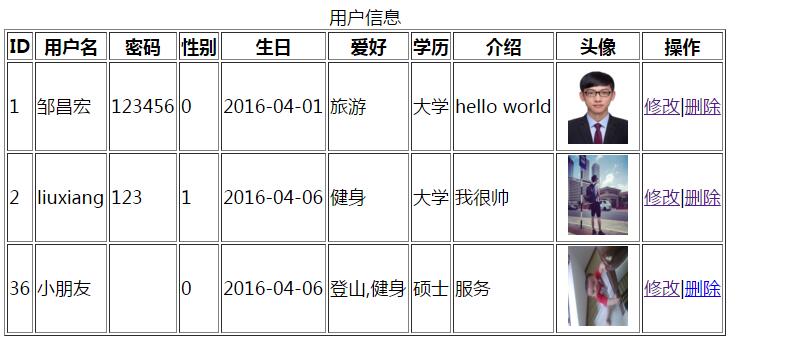 用户信息
ID 用户名 密码 性别 生日 爱好 学历 介绍 头像 操作
1 邹昌宏 123456 0 2016-04-01 旅游 大学 hello world 修改|删除
2 liuxiang 123 1 2016-04-06 健身 大学 我很帅 修改|删除
36 小朋友 0 2016-04-06 登山,健身 硕士 服务 修改|删除